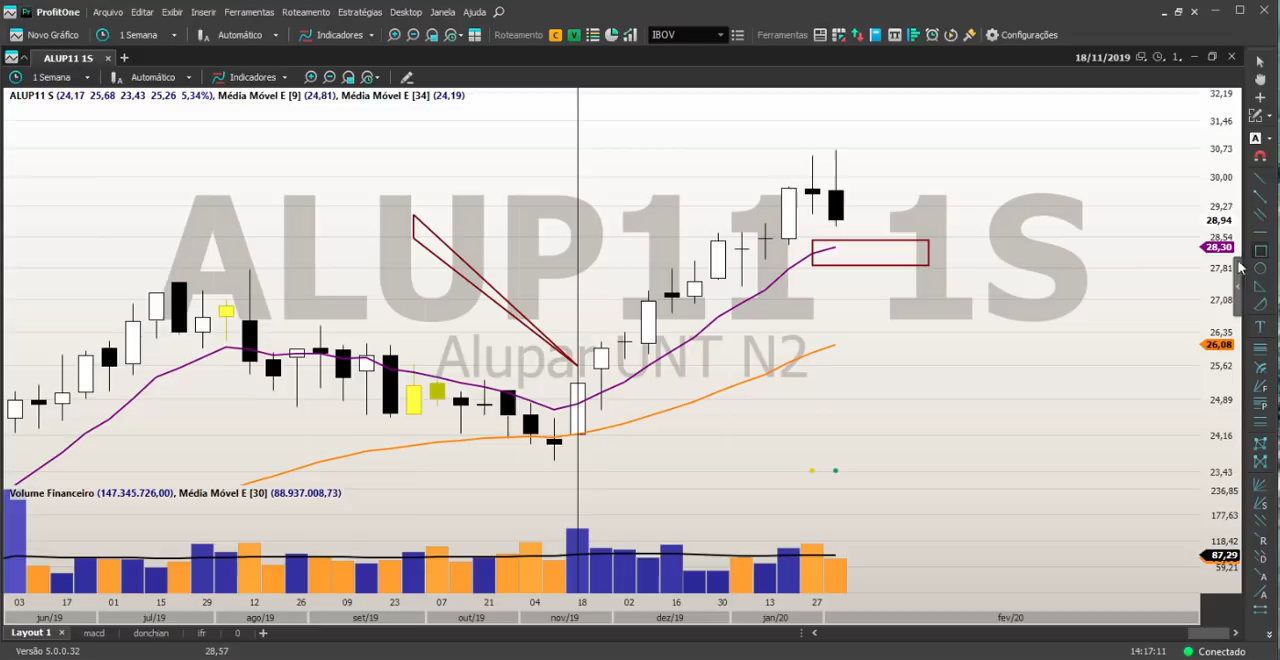 ProfitOne Arquivo Editar Exibir Inserir Ferramentas Roteamento Estratégias Desktop Janela Ajuda
Novo Gráfico 1 Semana Automático Indicadores Roteamento C V IBOV Ferramentas Configurações
ALUP11 1S × + 18/11/2019 1
1 Semana Automático Indicadores
ALUP11 S (24,17 25,68 23,43 25,26 5,34%), Média Móvel E [9] (24,81), Média Móvel E [34] (24,19)
ALUP11 1S
Alupar UNT N2
32,19
31,46
30,73
30,00
29,27
28,94
28,54
28,30
27,81
27,08
26,35
26,08
25,62
24,89
24,16
23,43
Volume Financeiro (147.345.726,00), Média Móvel E [30] (88.937.008,73)
236,85
177,63
118,42
87,29
59,21
03 17 01 15 29 12 26 09 23 07 21 04 18 02 16 30 13 27
jun/19 jul/19 ago/19 set/19 out/19 nov/19 dez/19 jan/20 fev/20
Layout 1 × macd donchian ifr 0 +
Versão 5.0.0.32 28,57 14:17:11 Conectado